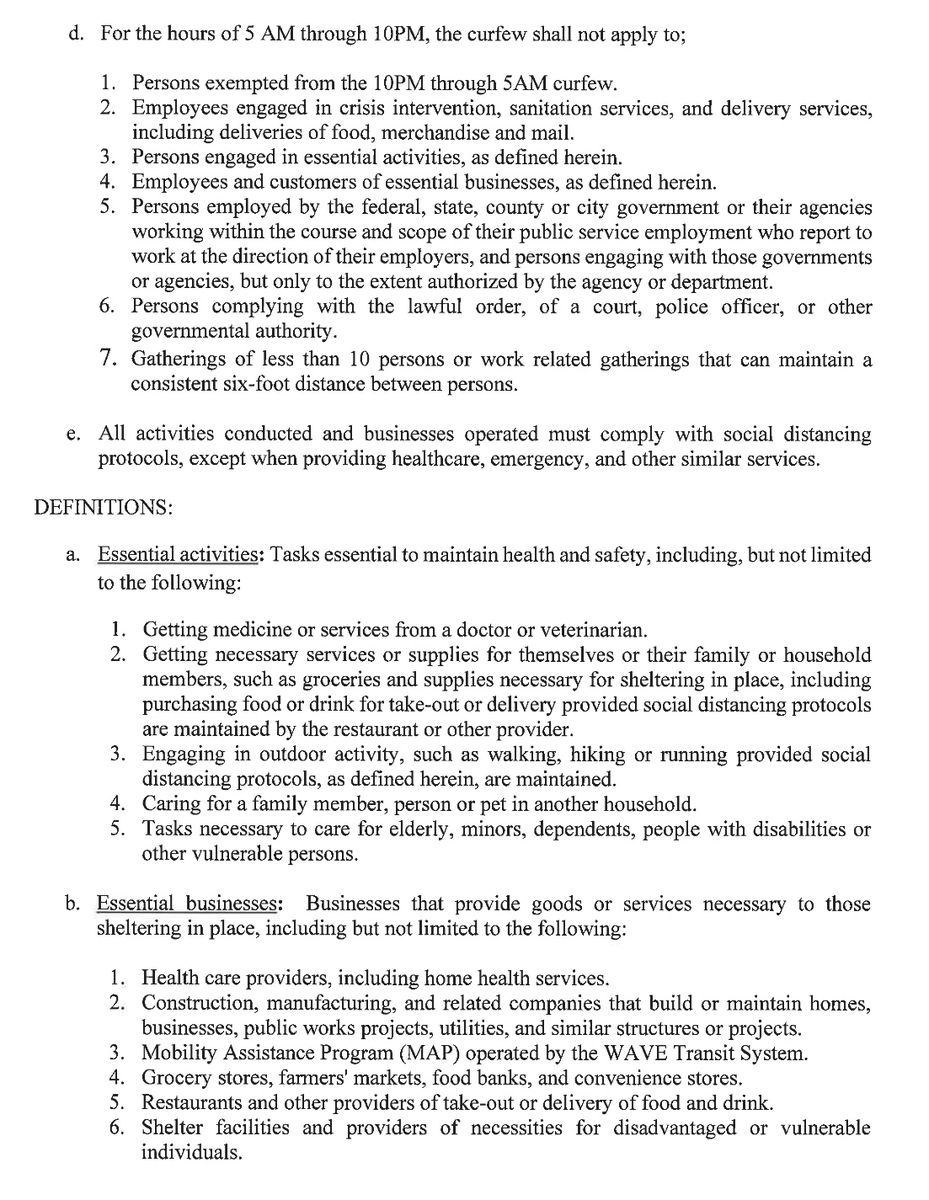 d. For the hours of 5 AM through 10PM, the curfew shall not apply to;
1. Persons exempted from the 10PM through 5AM curfew.
2. Employees engaged in crisis intervention, sanitation services, and delivery services,
including deliveries of food, merchandise and mail.
3. Persons engaged in essential activities, as defined herein.
4. Employees and customers of essential businesses, as defined herein.
5. Persons employed by the federal, state, county or city government or their agencies
working within the course and scope of their public service employment who report to
work at the direction of their employers, and persons engaging with those governments
or agencies, but only to the extent authorized by the agency or department.
6. Persons complying with the lawful order, of a court, police officer, or other
governmental authority.
7. Gatherings of less than 10 persons or work related gatherings that can maintain a
consistent six-foot distance between persons.
e. All activities conducted and businesses operated must comply with social distancing
protocols, except when providing healthcare, emergency, and other similar services.
DEFINITIONS:
a. Essential activities: Tasks essential to maintain health and safety, including, but not limited
to the following:
1. Getting medicine or services from a doctor or veterinarian.
2. Getting necessary services or supplies for themselves or their family or household
members, such as groceries and supplies necessary for sheltering in place, including
purchasing food or drink for take-out or delivery provided social distancing protocols
are maintained by the restaurant or other provider.
3. Engaging in outdoor activity, such as walking, hiking or running provided social
distancing protocols, as defined herein, are maintained.
4. Caring for a family member, person or pet in another household.
5. Tasks necessary to care for elderly, minors, dependents, people with disabilities or
other vulnerable persons.
b. Essential businesses: Businesses that provide goods or services necessary to those
sheltering in place, including but not limited to the following:
1. Health care providers, including home health services.
2. Construction, manufacturing, and related companies that build or maintain homes,
businesses, public works projects, utilities, and similar structures or projects.
3. Mobility Assistance Program (MAP) operated by the WAVE Transit System.
4. Grocery stores, farmers' markets, food banks, and convenience stores.
5. Restaurants and other providers of take-out or delivery of food and drink.
6. Shelter facilities and providers of necessities for disadvantaged or vulnerable
individuals.